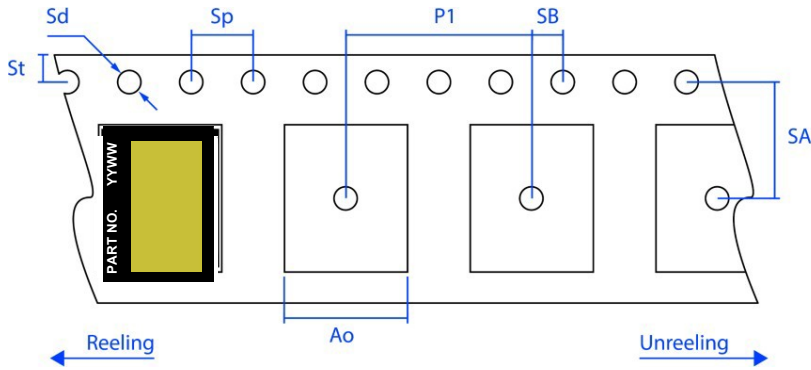 Sd
Sp
P1
SB
St
SA
PART NO. YYWW
Ao
Reeling
Unreeling